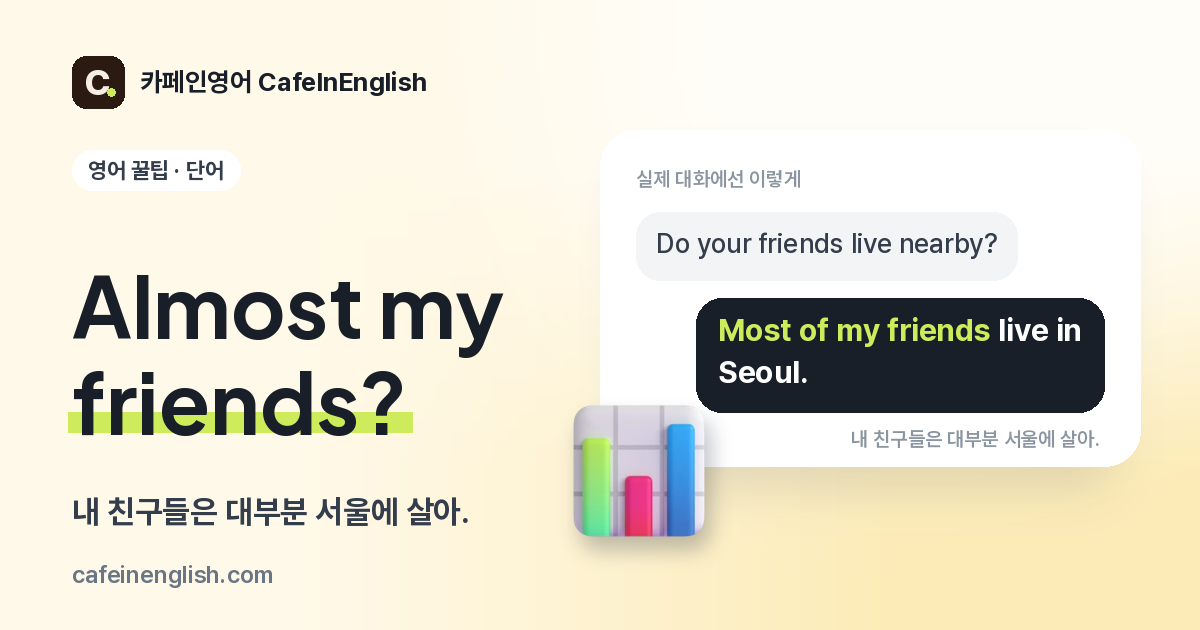 C
카페인영어 CafeInEnglish
영어 꿀팁 · 단어
Almost my
friends?
내 친구들은 대부분 서울에 살아.
cafeinenglish.com
실제 대화에선 이렇게
Do your friends live nearby?
Most of my friends live in
Seoul.
내 친구들은 대부분 서울에 살아.